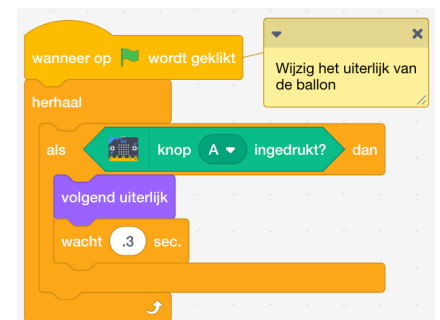 wanneer op wordt geklikt
Wijzig het uiterlijk van
de ballon
herhaal
als knop A ingedrukt? dan
volgend uiterlijk
wacht .3 sec.